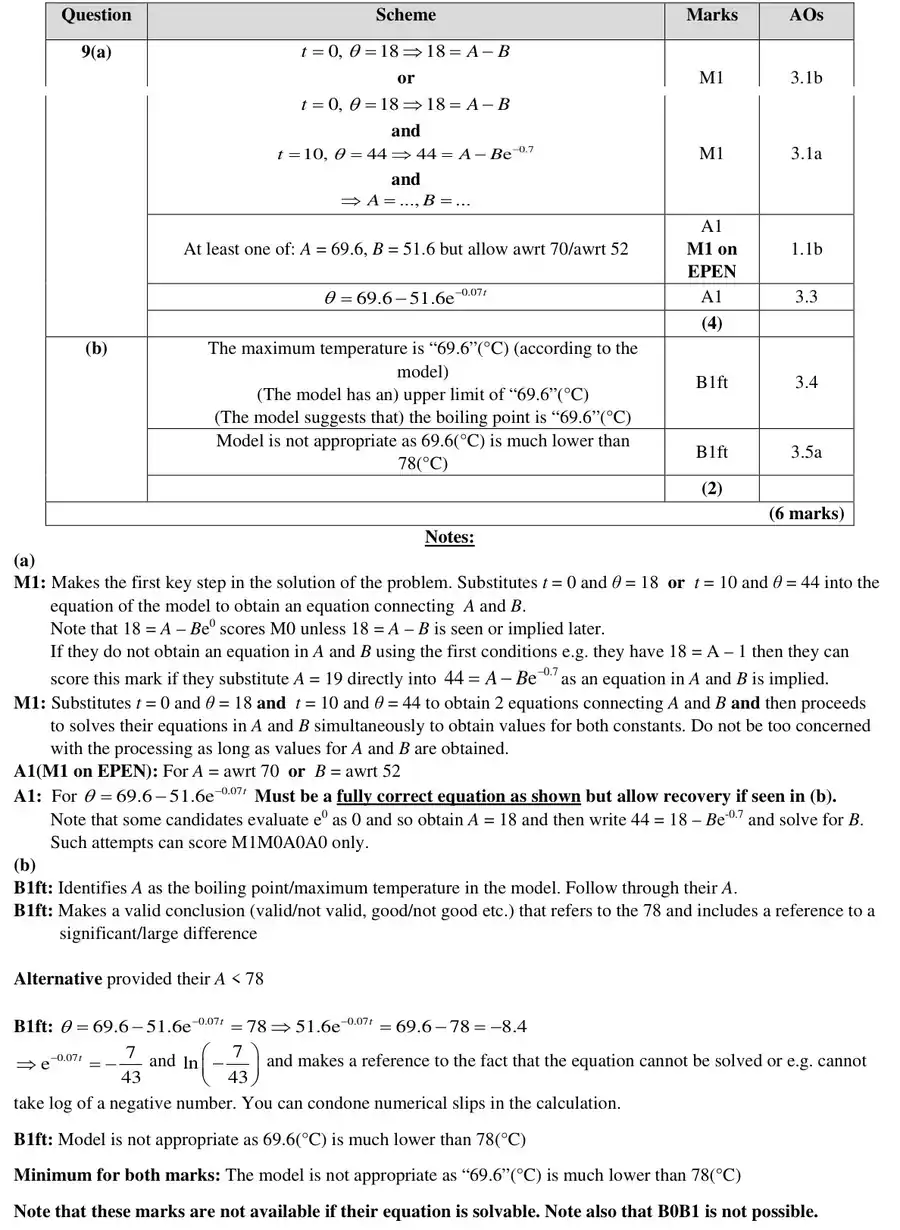 Question Scheme Marks AOs
9(a) t = 0, θ = 18 ⇒ 18 = A − B
or M1 3.1b
t = 0, θ = 18 ⇒ 18 = A − B
and
t = 10, θ = 44 ⇒ 44 = A − Be^−0.7 M1 3.1a
and
⇒ A = ..., B = ...
At least one of: A = 69.6, B = 51.6 but allow awrt 70/awrt 52 A1 M1 on EPEN 1.1b
θ = 69.6 − 51.6e^−0.07t A1 3.3
(4)
(b) The maximum temperature is “69.6”(°C) (according to the
model)
(The model has an) upper limit of “69.6”(°C) B1ft 3.4
(The model suggests that) the boiling point is “69.6”(°C)
Model is not appropriate as 69.6(°C) is much lower than
78(°C) B1ft 3.5a
(2)
(6 marks)
Notes:
(a)
M1: Makes the first key step in the solution of the problem. Substitutes t = 0 and θ = 18 or t = 10 and θ = 44 into the
equation of the model to obtain an equation connecting A and B.
Note that 18 = A – Be^0 scores M0 unless 18 = A – B is seen or implied later.
If they do not obtain an equation in A and B using the first conditions e.g. they have 18 = A – 1 then they can
score this mark if they substitute A = 19 directly into 44 = A − Be^−0.7 as an equation in A and B is implied.
M1: Substitutes t = 0 and θ = 18 and t = 10 and θ = 44 to obtain 2 equations connecting A and B and then proceeds
to solves their equations in A and B simultaneously to obtain values for both constants. Do not be too concerned
with the processing as long as values for A and B are obtained.
A1(M1 on EPEN): For A = awrt 70 or B = awrt 52
A1: For θ = 69.6 − 51.6e^−0.07t Must be a fully correct equation as shown but allow recovery if seen in (b).
Note that some candidates evaluate e^0 as 0 and so obtain A = 18 and then write 44 = 18 – Be^-0.7 and solve for B.
Such attempts can score M1M0A0A0 only.
(b)
B1ft: Identifies A as the boiling point/maximum temperature in the model. Follow through their A.
B1ft: Makes a valid conclusion (valid/not valid, good/not good etc.) that refers to the 78 and includes a reference to a
significant/large difference
Alternative provided their A < 78
B1ft: θ = 69.6 − 51.6e^−0.07t = 78 ⇒ 51.6e^−0.07t = 69.6 − 78 = −8.4
⇒ e^−0.07t = −7/43 and ln(−7/43) and makes a reference to the fact that the equation cannot be solved or e.g. cannot
take log of a negative number. You can condone numerical slips in the calculation.
B1ft: Model is not appropriate as 69.6(°C) is much lower than 78(°C)
Minimum for both marks: The model is not appropriate as “69.6”(°C) is much lower than 78(°C)
Note that these marks are not available if their equation is solvable. Note also that B0B1 is not possible.